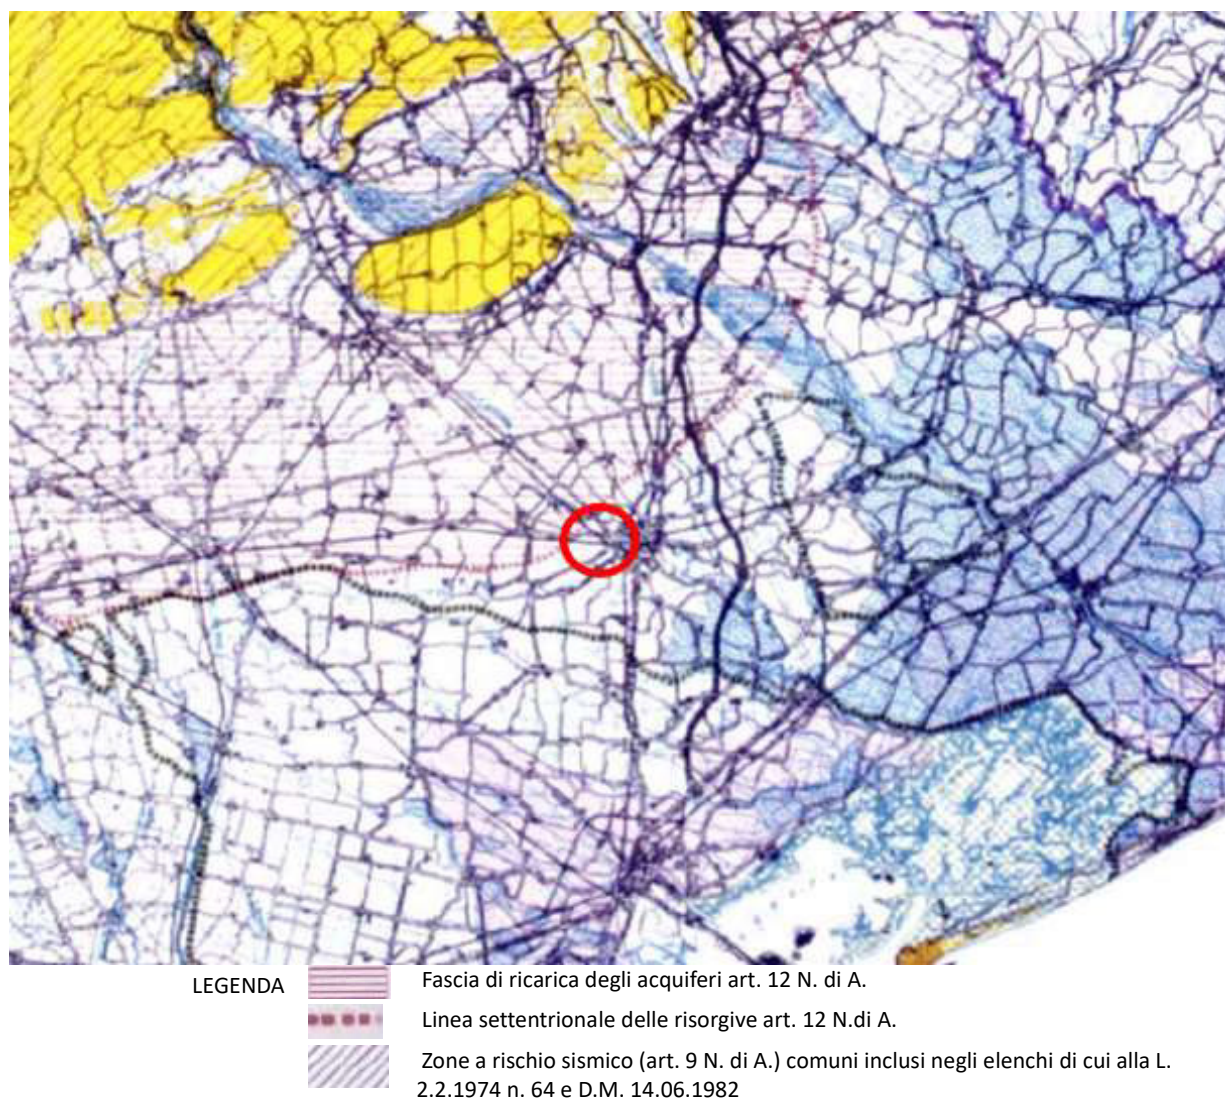 LEGENDA
Fascia di ricarica degli acquiferi art. 12 N. di A.
Linea settentrionale delle risorgive art. 12 N.di A.
Zone a rischio sismico (art. 9 N. di A.) comuni inclusi negli elenchi di cui alla L.
2.2.1974 n. 64 e D.M. 14.06.1982